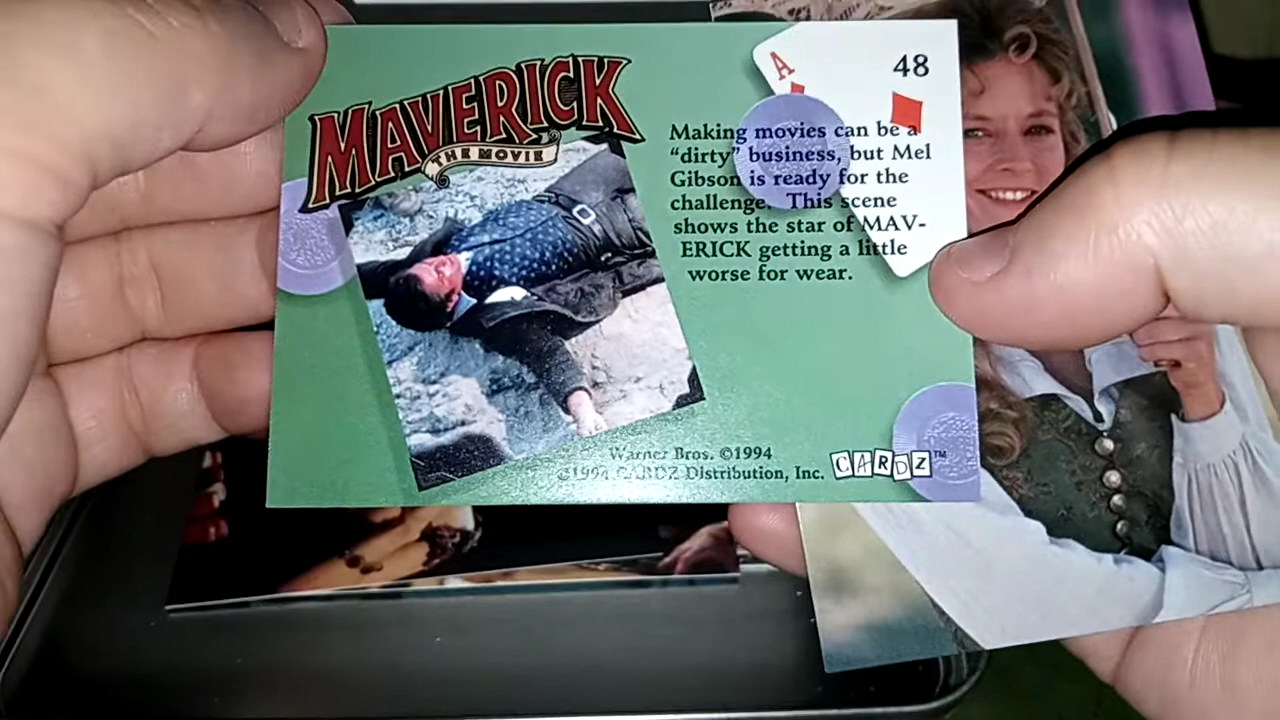 MAVERICK
THE MOVIE
A
48
Making movies can be a
“dirty” business, but Mel
Gibson is ready for the
challenge. This scene
shows the star of MAV-
ERICK getting a little
worse for wear.
Warner Bros. ©1994
©1994 CARDZ Distribution, Inc.
CARDZ™